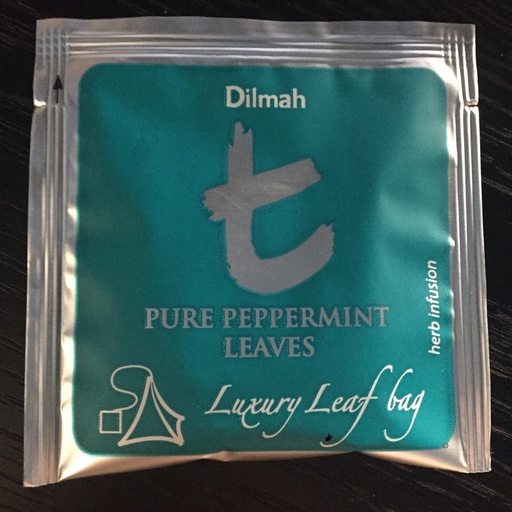 Dilmah
t
PURE PEPPERMINT
LEAVES
herb infusion
Luxury Leaf bag